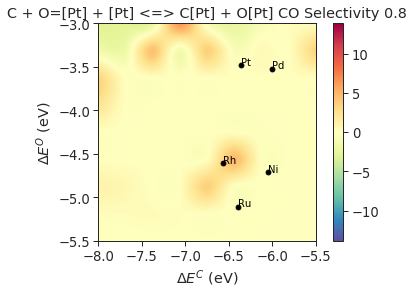 C + O=[Pt] + [Pt] <=> C[Pt] + O[Pt] CO Selectivity 0.8
−3.0
−3.5
−4.0
−4.5
−5.0
−5.5
ΔE^O (eV)
Pt
Pd
Rh
Ni
Ru
−8.0 −7.5 −7.0 −6.5 −6.0 −5.5
ΔE^C (eV)
10
5
0
−5
−10